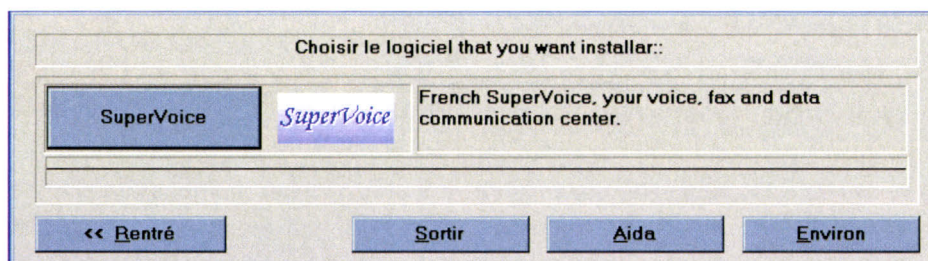 Choisir le logiciel that you want installar::
SuperVoice
SuperVoice
French SuperVoice, your voice, fax and data
communication center.
<< Rentré
Sortir
Aida
Environ